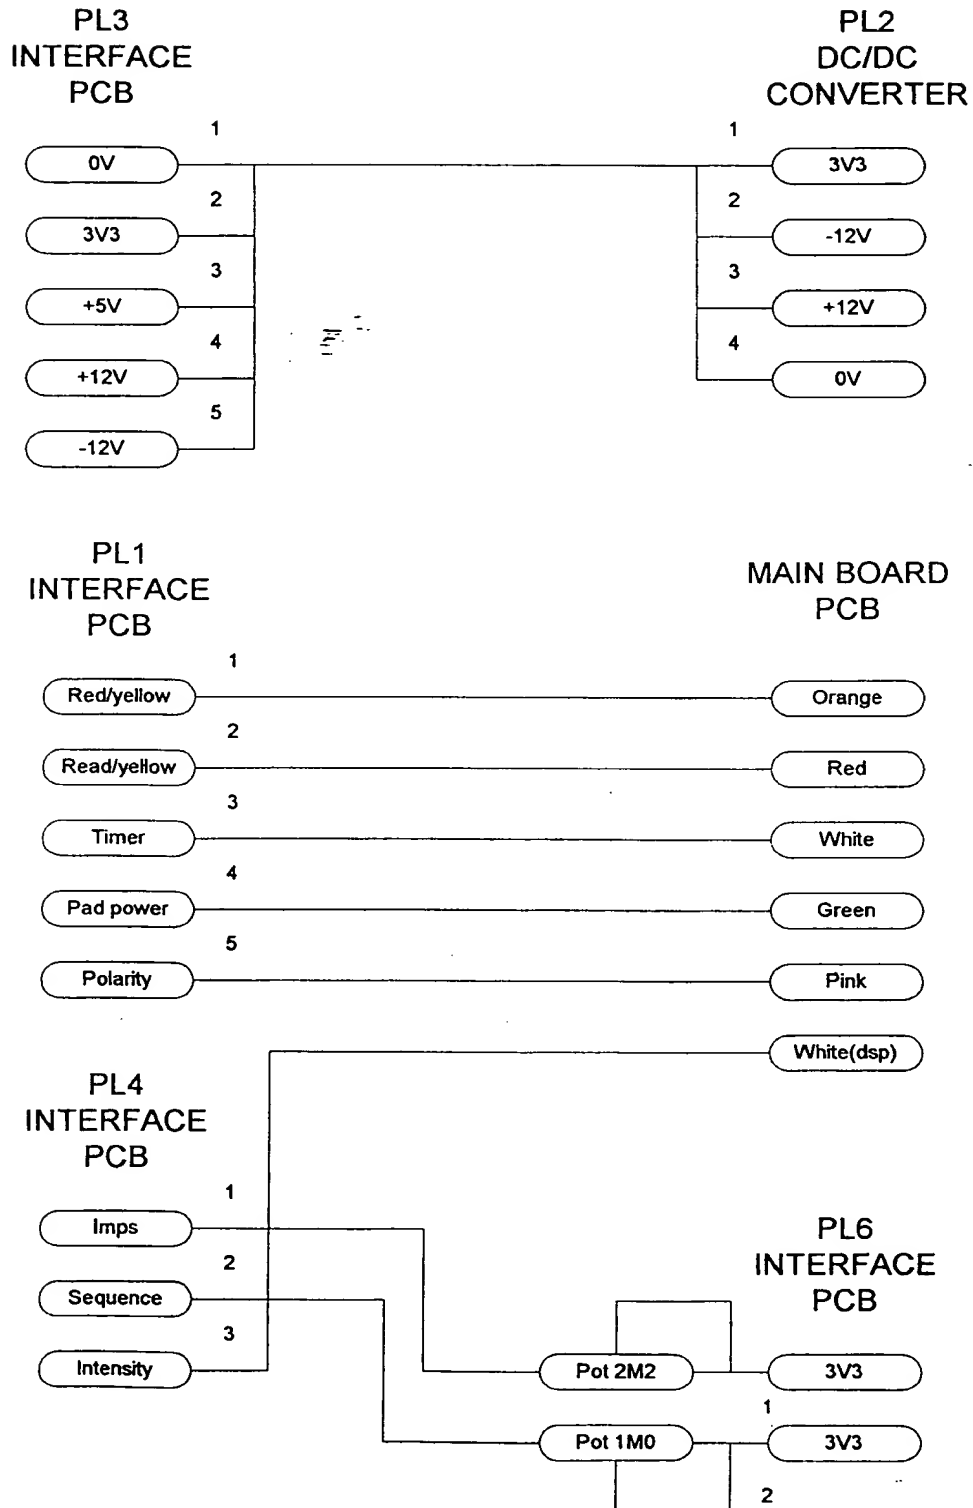 PL3
INTERFACE
PCB
PL2
DC/DC
CONVERTER
1
0V
2
3V3
3
+5V
4
+12V
5
-12V
1
3V3
2
-12V
3
+12V
4
0V
PL1
INTERFACE
PCB
MAIN BOARD
PCB
1
Red/yellow
Orange
2
Read/yellow
Red
3
Timer
White
4
Pad power
Green
5
Polarity
Pink
White(dsp)
PL4
INTERFACE
PCB
1
Imps
2
Sequence
3
Intensity
PL6
INTERFACE
PCB
Pot 2M2
3V3
1
Pot 1M0
3V3
2